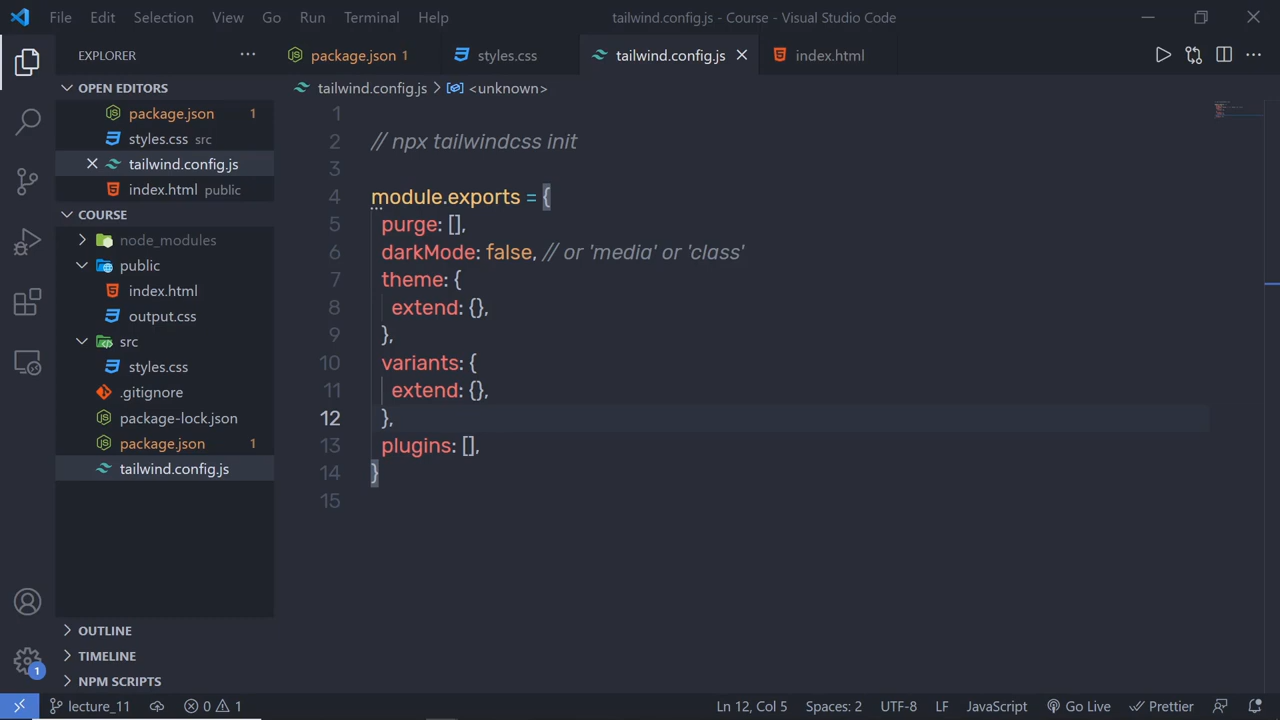 File Edit Selection View Go Run Terminal Help tailwind.config.js - Course - Visual Studio Code
EXPLORER
package.json 1 styles.css tailwind.config.js index.html
OPEN EDITORS
package.json 1
styles.css src
tailwind.config.js
index.html public
COURSE
node_modules
public
index.html
output.css
src
styles.css
.gitignore
package-lock.json
package.json 1
tailwind.config.js
OUTLINE
TIMELINE
NPM SCRIPTS
1
tailwind.config.js > <unknown>
1
2 // npx tailwindcss init
3
4 module.exports = {
5 purge: [],
6 darkMode: false, // or 'media' or 'class'
7 theme: {
8 extend: {},
9 },
10 variants: {
11 extend: {},
12 },
13 plugins: [],
14 }
15
lecture_11 0 1 Ln 12, Col 5 Spaces: 2 UTF-8 LF JavaScript Go Live Prettier